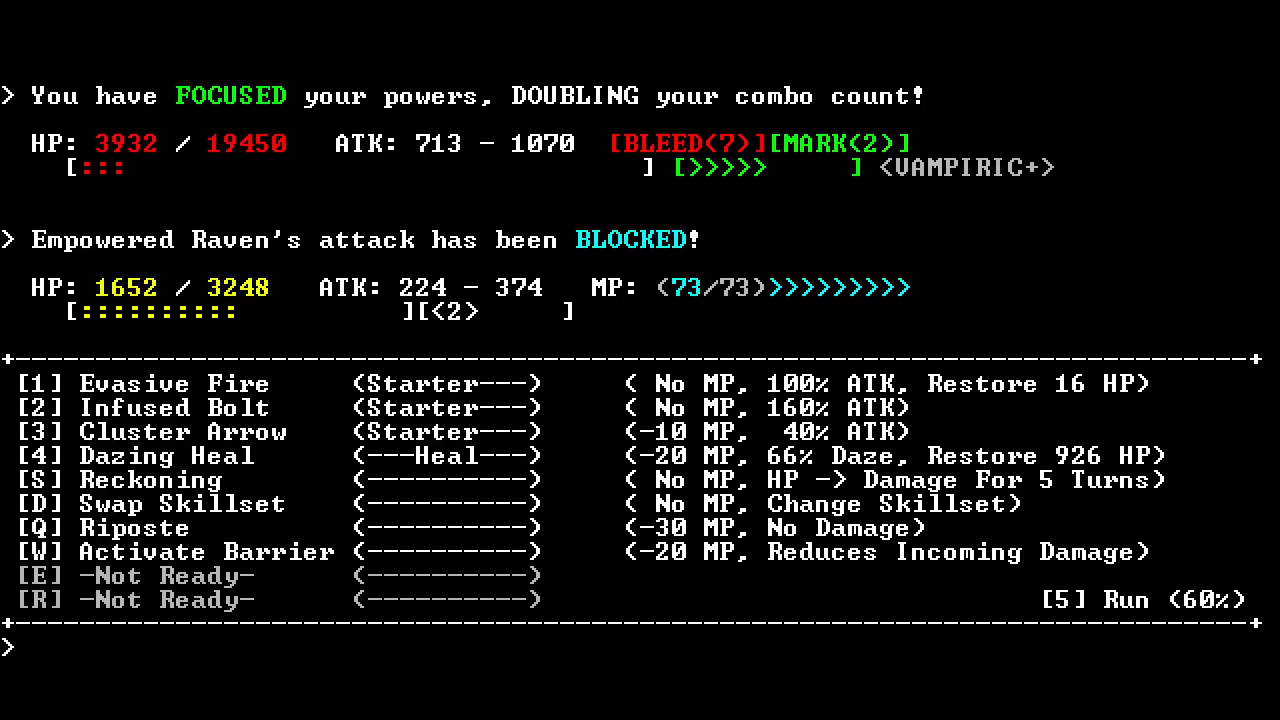 > You have FOCUSED your powers, DOUBLING your combo count!
HP: 3932 / 19450   ATK: 713 - 1070  [BLEED(7)][MARK(2)]
[:::                                 ] [>>>>>     ] <VAMPIRIC+>
> Empowered Raven's attack has been BLOCKED!
HP: 1652 / 3248   ATK: 224 - 374   MP: (73/73)>>>>>>>>>
[::::::::::          ][<2>     ]
+-----------------------------------------------------------------------------+
[1] Evasive Fire     (Starter---)     ( No MP, 100% ATK, Restore 16 HP)
[2] Infused Bolt     (Starter---)     ( No MP, 160% ATK)
[3] Cluster Arrow    (Starter---)     (-10 MP,  40% ATK)
[4] Dazing Heal      (---Heal---)     (-20 MP, 66% Daze, Restore 926 HP)
[S] Reckoning        (----------)     ( No MP, HP -> Damage For 5 Turns)
[D] Swap Skillset    (----------)     ( No MP, Change Skillset)
[Q] Riposte          (----------)     (-30 MP, No Damage)
[W] Activate Barrier (----------)     (-20 MP, Reduces Incoming Damage)
[E] -Not Ready-      (----------)
[R] -Not Ready-      (----------)                               [5] Run (60%)
+-----------------------------------------------------------------------------+
>